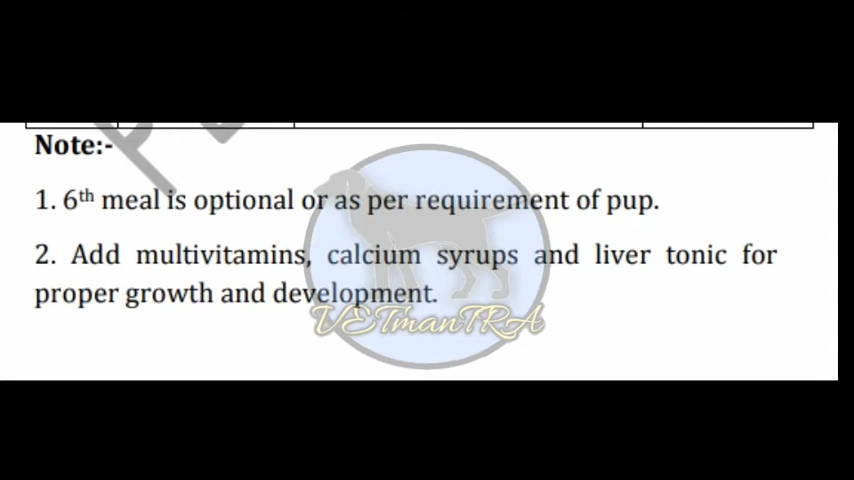 Note:-
1. 6th meal is optional or as per requirement of pup.
2. Add multivitamins, calcium syrups and liver tonic for
proper growth and development.
VETmanTRA